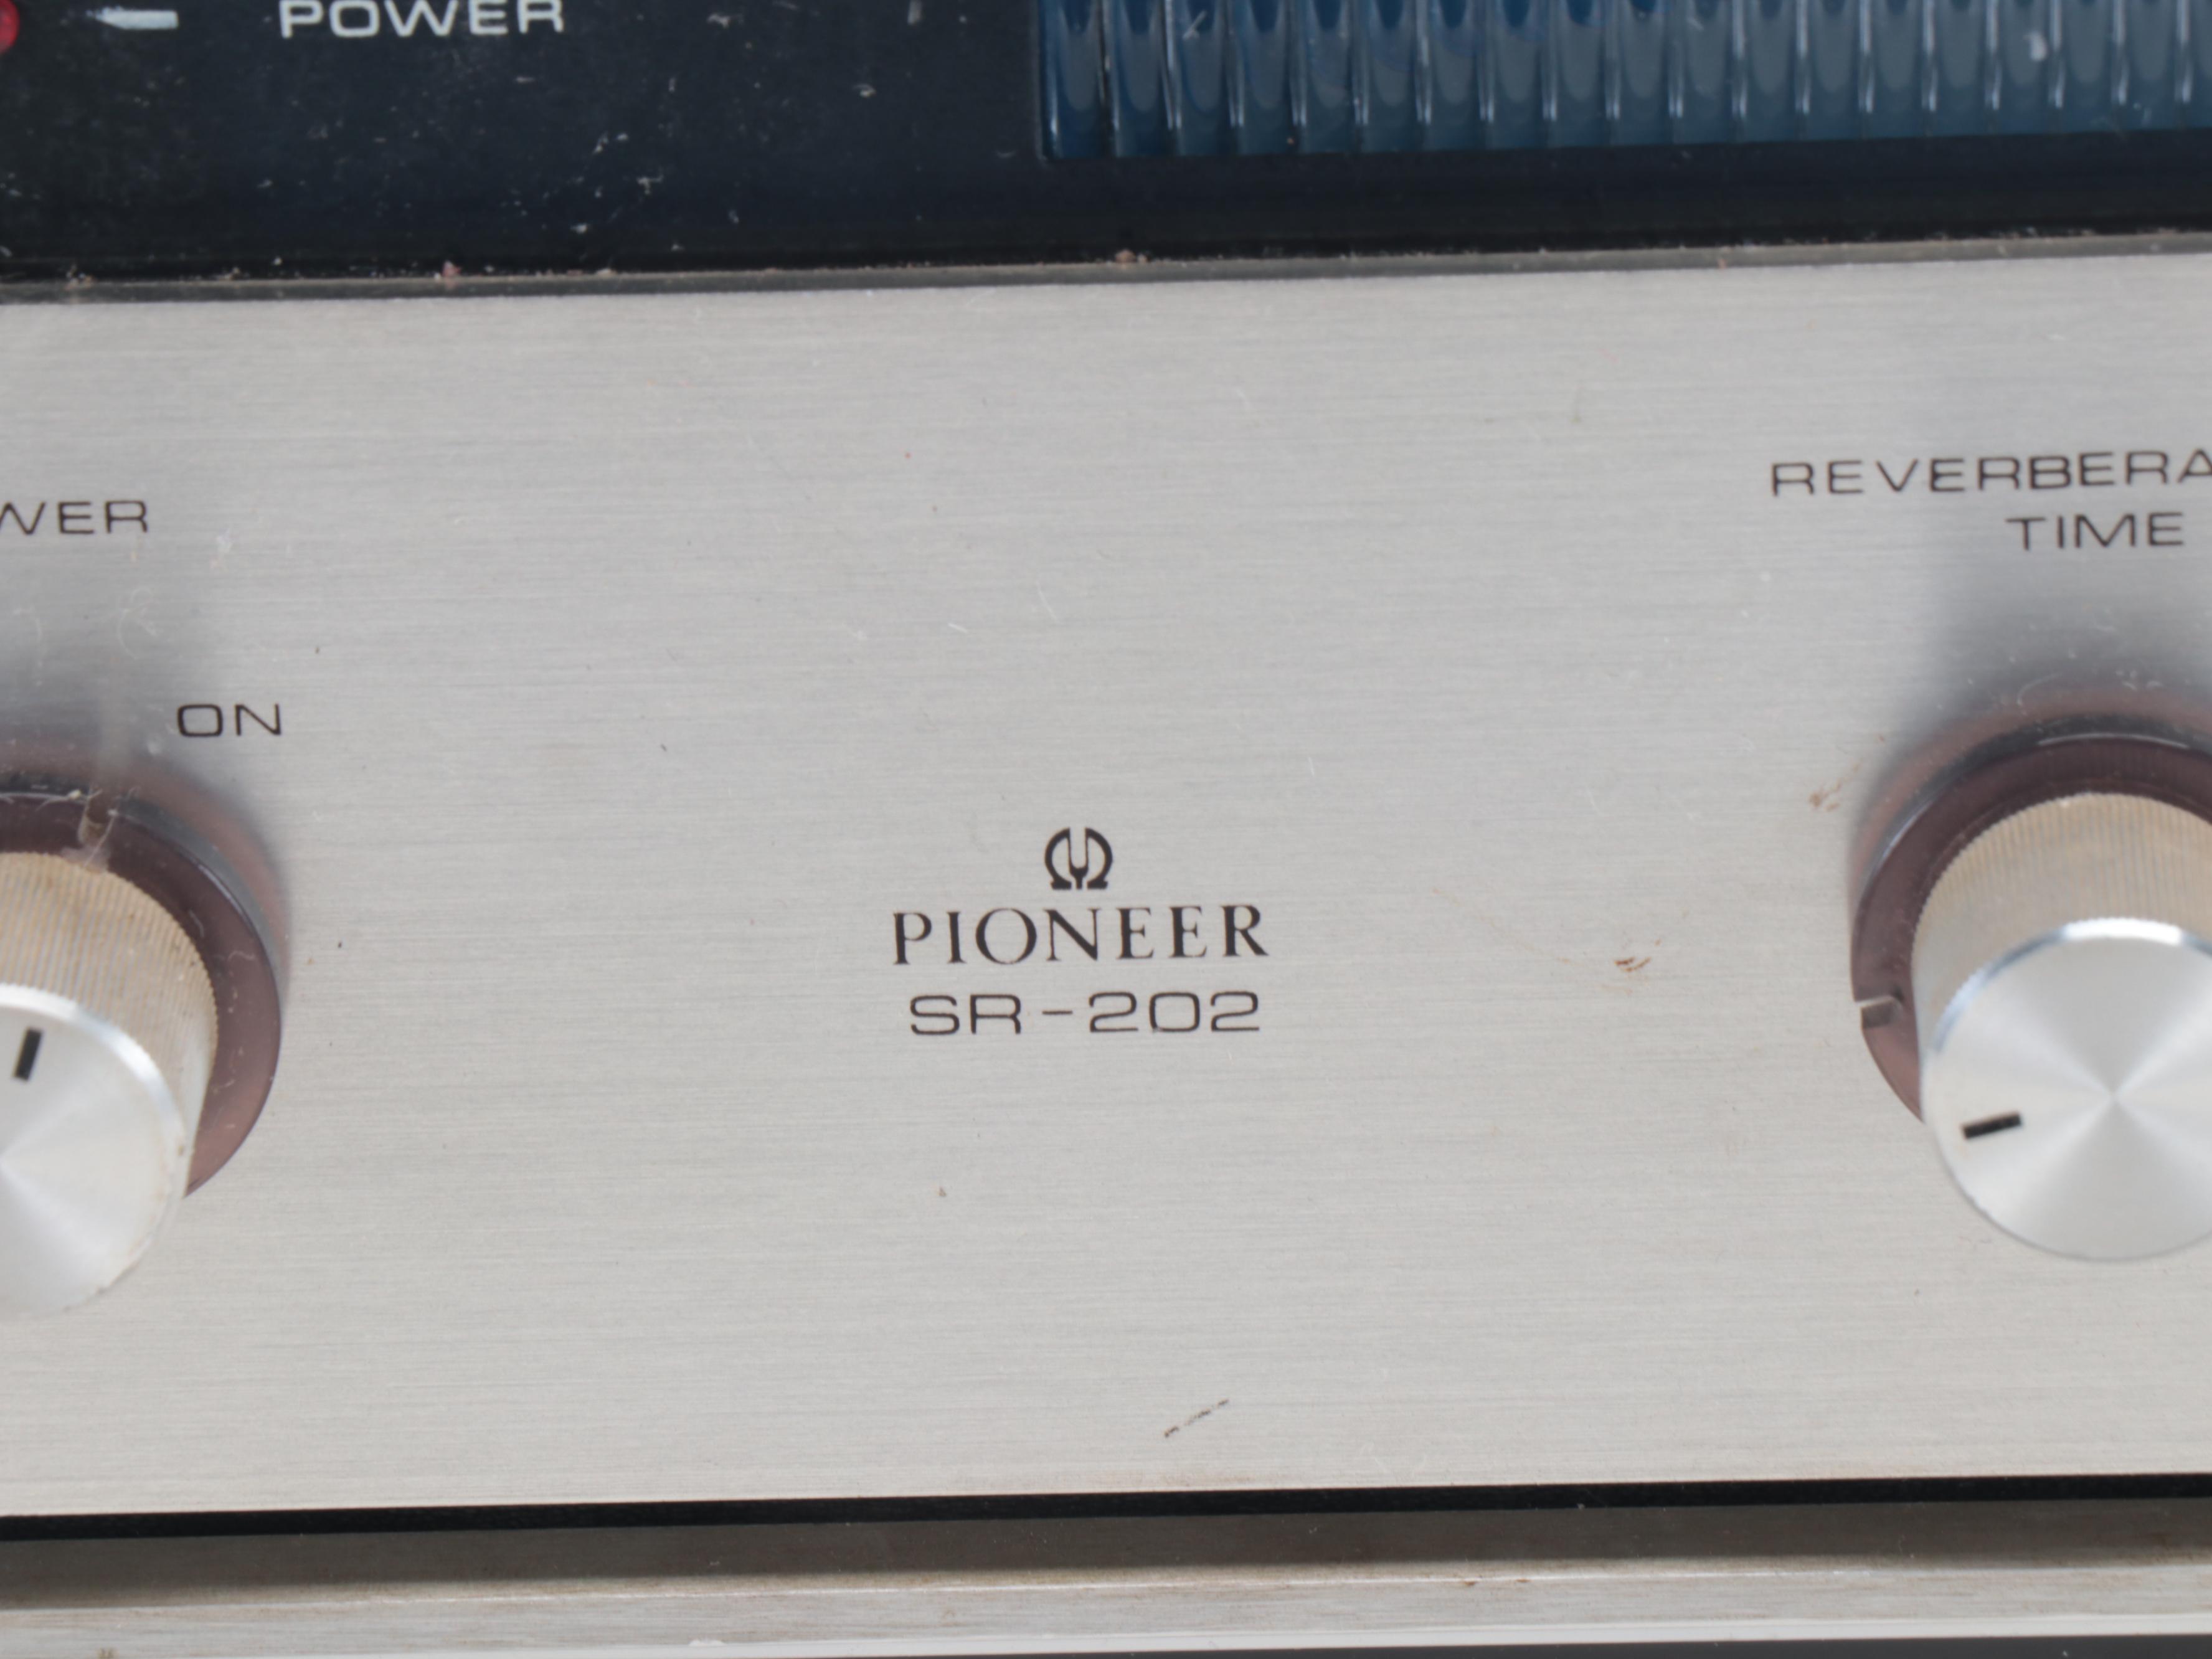 POWER
WER
REVERBERA
TIME
ON
PIONEER
SR-202